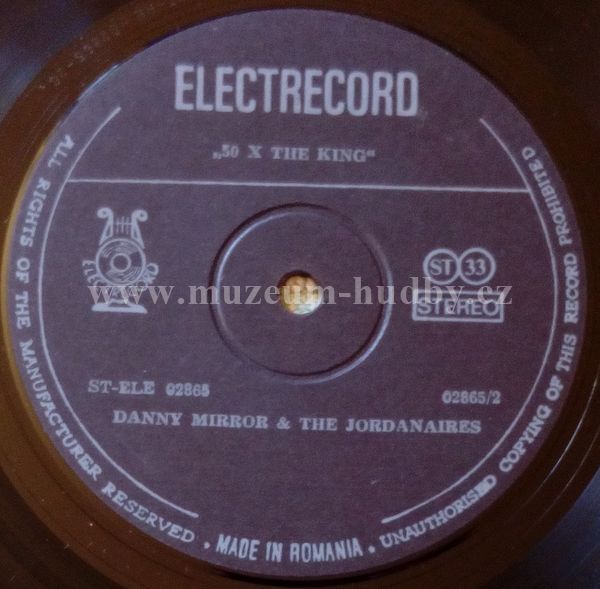 ELECTRECORD
„50 X THE KING“
ST 33
STEREO
www.muzeum-hudby.cz
ST-ELE 02865
02865/2
DANNY MIRROR & THE JORDANAIRES
ALL RIGHTS OF THE MANUFACTURER RESERVED . MADE IN ROMANIA . UNAUTHORISED COPYING OF THIS RECORD PROHIBITED